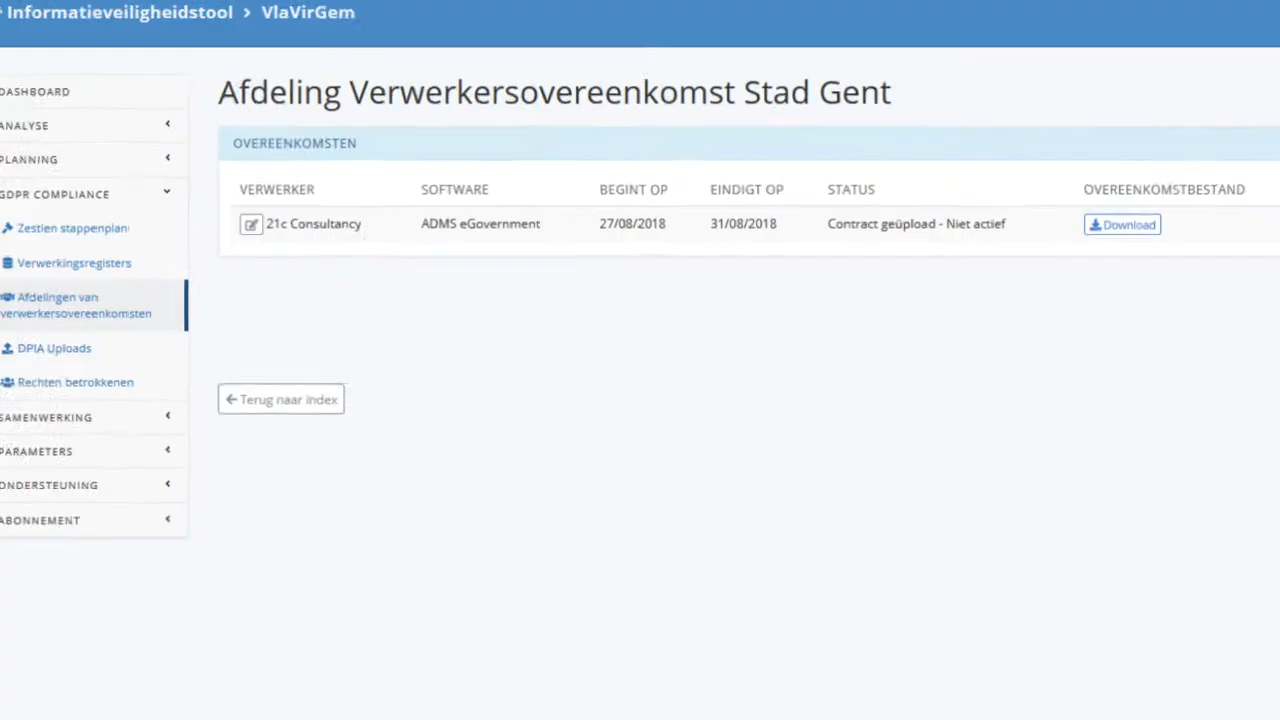 Informatieveiligheidstool › VlaVirGem
DASHBOARD
ANALYSE
PLANNING
GDPR COMPLIANCE
Zestien stappenplan
Verwerkingsregisters
Afdelingen van
verwerkersovereenkomsten
DPIA Uploads
Rechten betrokkenen
SAMENWERKING
PARAMETERS
ONDERSTEUNING
ABONNEMENT
Afdeling Verwerkersovereenkomst Stad Gent
OVEREENKOMSTEN
VERWERKER SOFTWARE BEGINT OP EINDIGT OP STATUS OVEREENKOMSTBESTAND
21c Consultancy ADMS eGovernment 27/08/2018 31/08/2018 Contract geüpload - Niet actief Download
Terug naar index